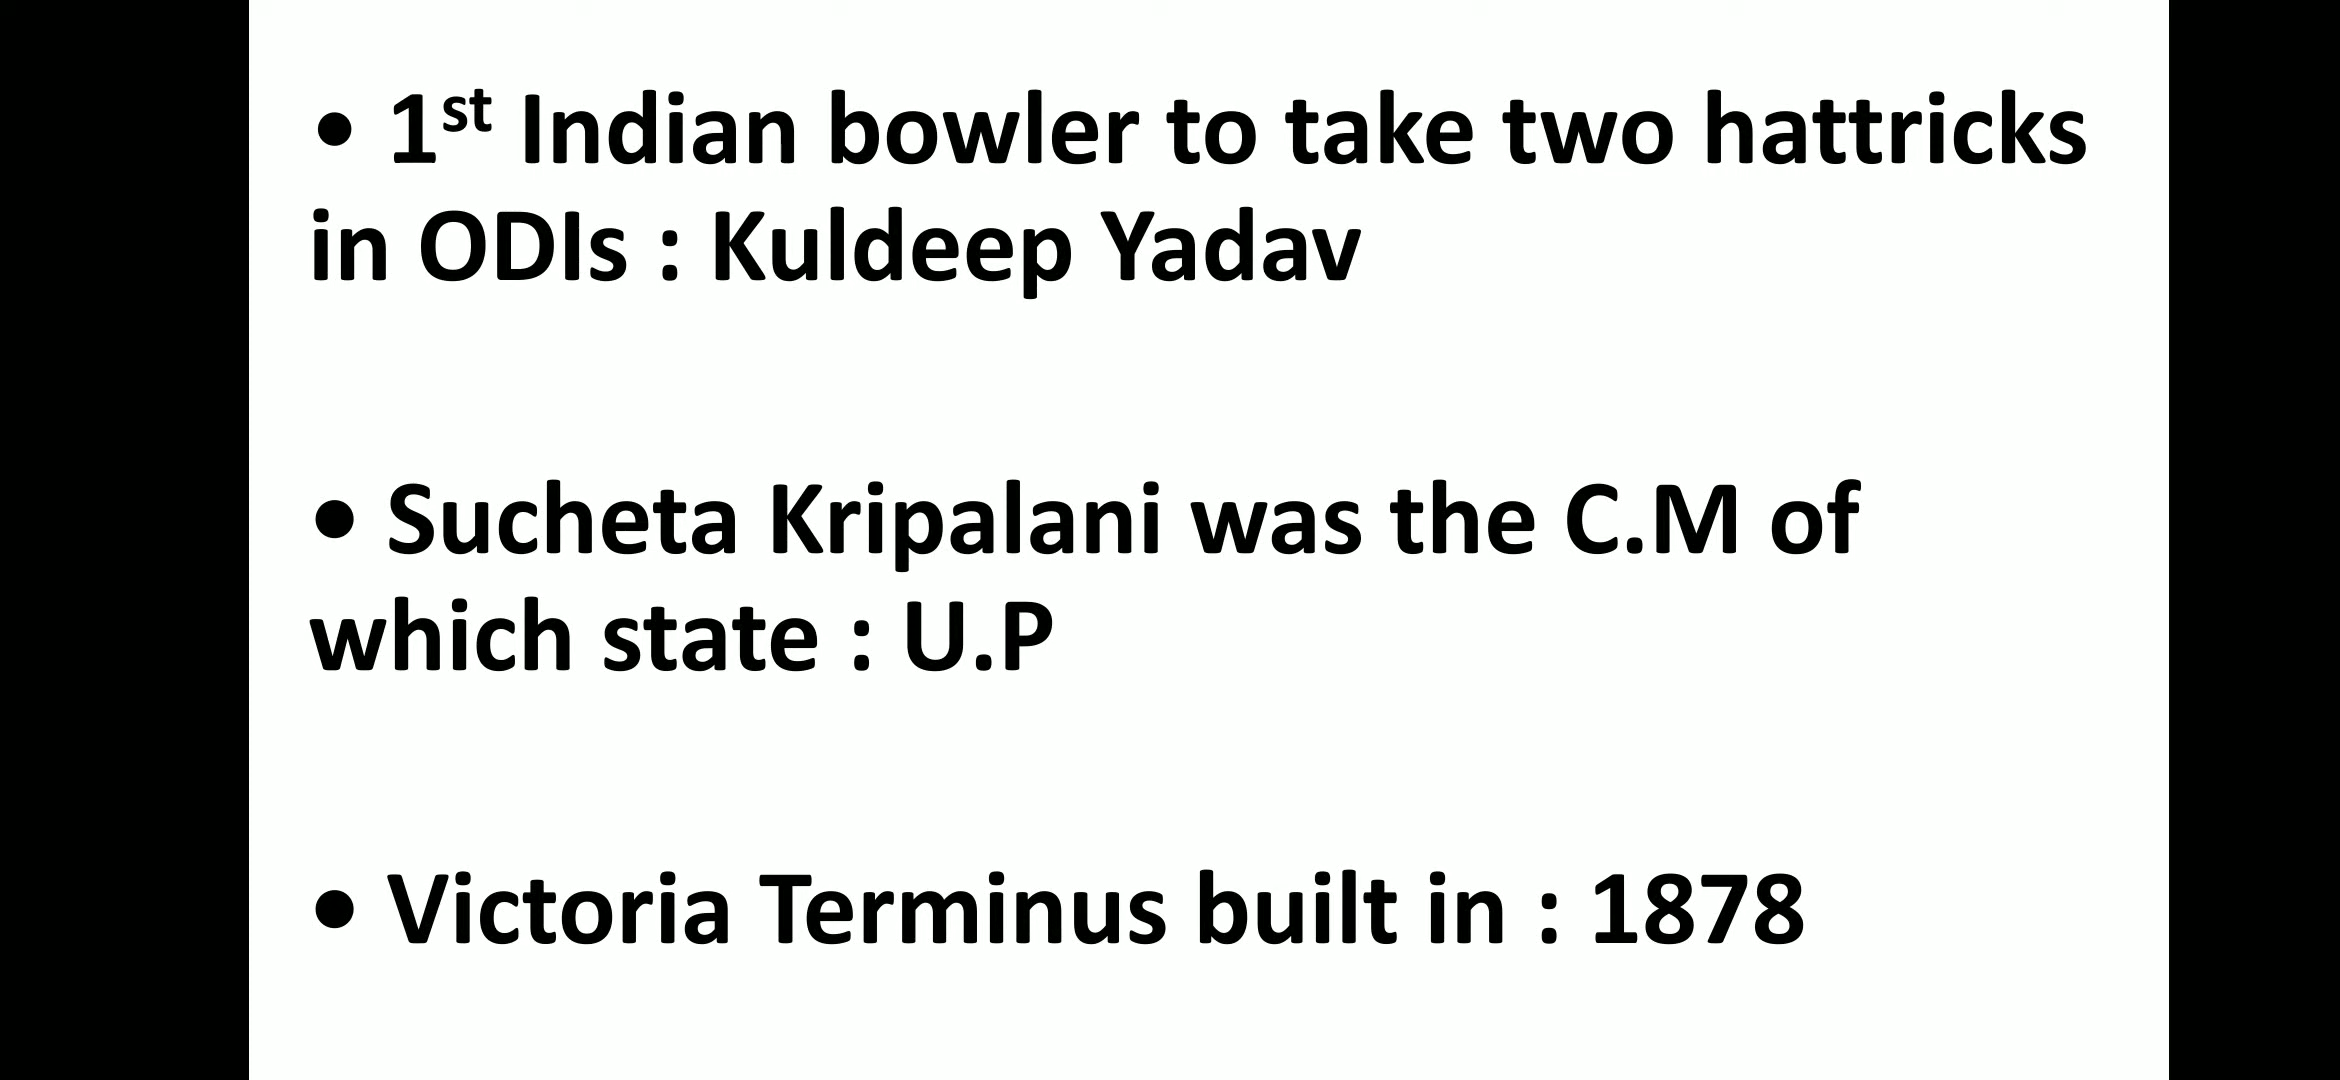 • 1st Indian bowler to take two hattricks
in ODIs : Kuldeep Yadav
• Sucheta Kripalani was the C.M of
which state : U.P
• Victoria Terminus built in : 1878